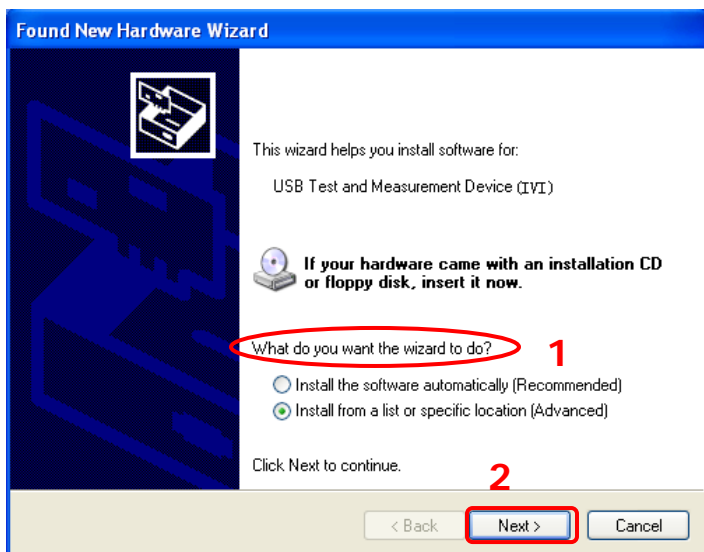 Found New Hardware Wizard
This wizard helps you install software for:
USB Test and Measurement Device (IVI)
If your hardware came with an installation CD
or floppy disk, insert it now.
What do you want the wizard to do?
1
Install the software automatically (Recommended)
Install from a list or specific location (Advanced)
Click Next to continue.
2
< Back
Next >
Cancel